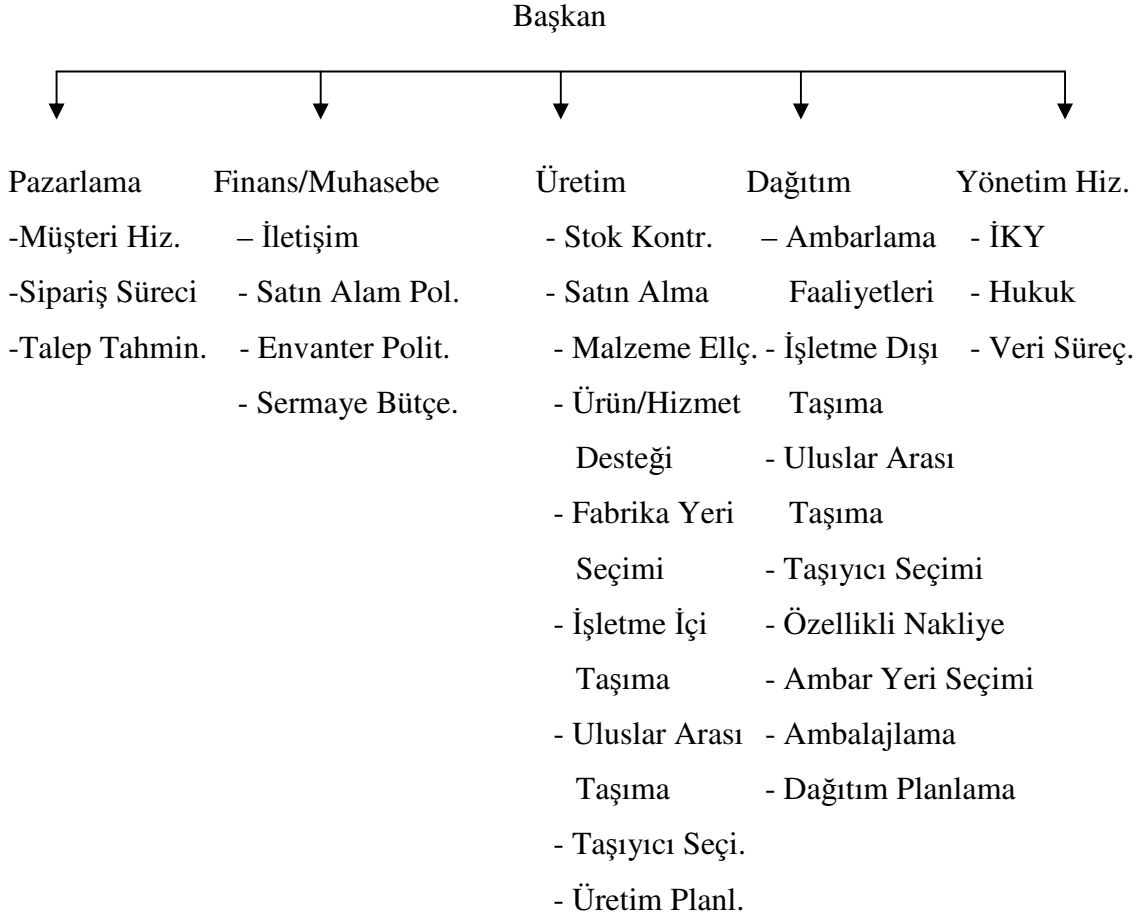 Başkan
Pazarlama Finans/Muhasebe Üretim Dağıtım Yönetim Hiz.
-Müşteri Hiz. – İletişim - Stok Kontr. – Ambarlama - İKY
-Sipariş Süreci - Satın Alam Pol. - Satın Alma Faaliyetleri - Hukuk
-Talep Tahmin. - Envanter Polit. - Malzeme Ellç. - İşletme Dışı - Veri Süreç.
- Sermaye Bütçe. - Ürün/Hizmet Taşıma
Desteği - Uluslar Arası
- Fabrika Yeri Taşıma
Seçimi - Taşıyıcı Seçimi
- İşletme İçi - Özellikli Nakliye
Taşıma - Ambar Yeri Seçimi
- Uluslar Arası - Ambalajlama
Taşıma - Dağıtım Planlama
- Taşıyıcı Seçi.
- Üretim Planl.